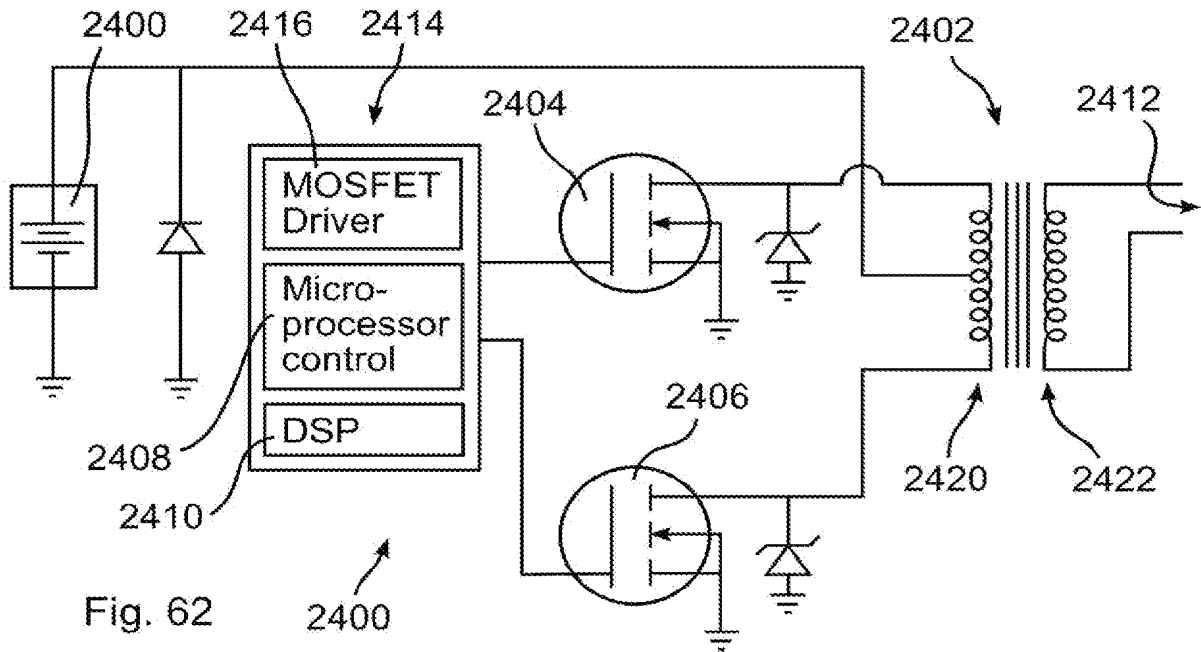 2400
2416
2414
2402
2412
2404
MOSFET
Driver
Micro-
processor
control
DSP
2408
2410
2406
2420
2422
2400
Fig. 62